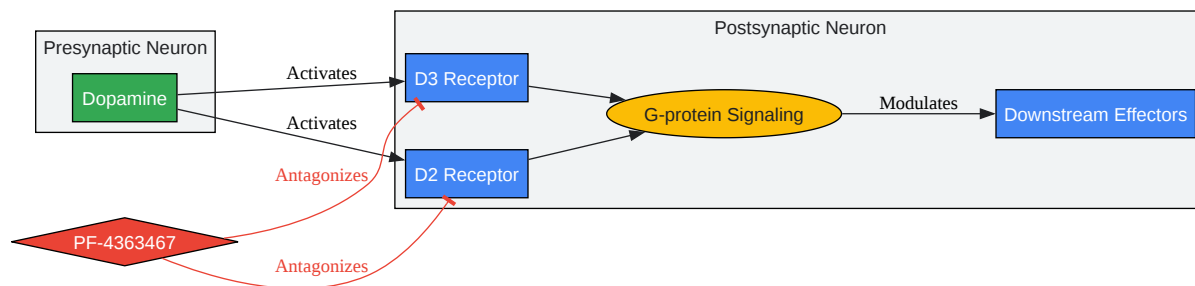 Postsynaptic Neuron
Presynaptic Neuron
Activates
D3 Receptor
Dopamine
Modulates
G-protein Signaling
Downstream Effectors
Activates
D2 Receptor
Antagonizes
PF-4363467
Antagonizes